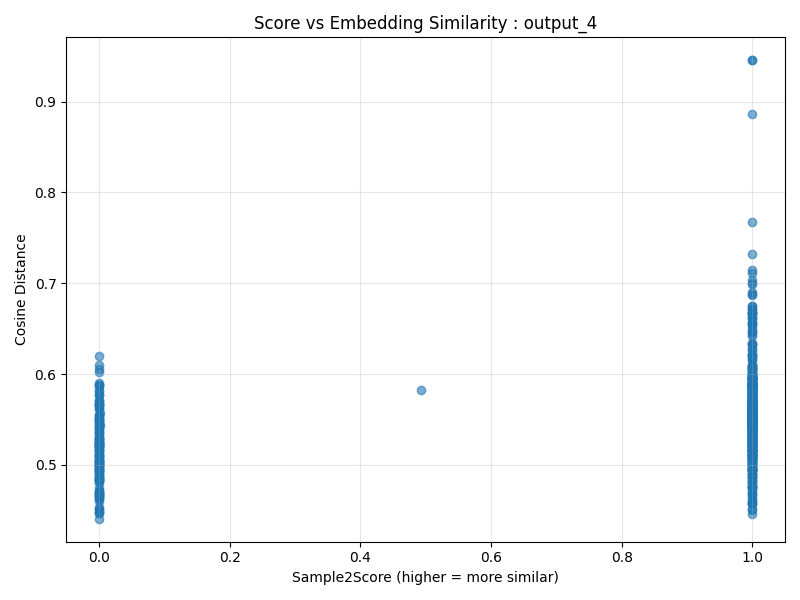 Score vs Embedding Similarity : output_4
Cosine Distance
0.9
0.8
0.7
0.6
0.5
0.0 0.2 0.4 0.6 0.8 1.0
Sample2Score (higher = more similar)